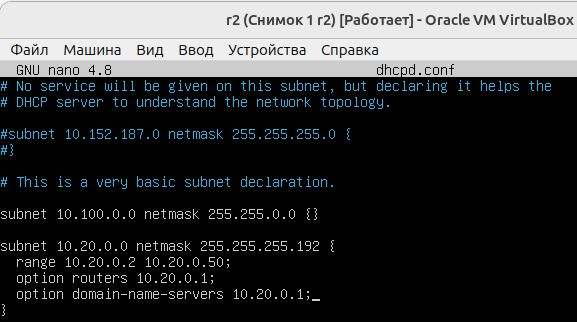 r2 (Снимок 1 r2) [Работает] - Oracle VM VirtualBox
Файл Машина Вид Ввод Устройства Справка
GNU nano 4.8 dhcpd.conf
# No service will be given on this subnet, but declaring it helps the
# DHCP server to understand the network topology.
#subnet 10.152.187.0 netmask 255.255.255.0 {
#}
# This is a very basic subnet declaration.
subnet 10.100.0.0 netmask 255.255.0.0 {}
subnet 10.20.0.0 netmask 255.255.255.192 {
range 10.20.0.2 10.20.0.50;
option routers 10.20.0.1;
option domain-name-servers 10.20.0.1;
}